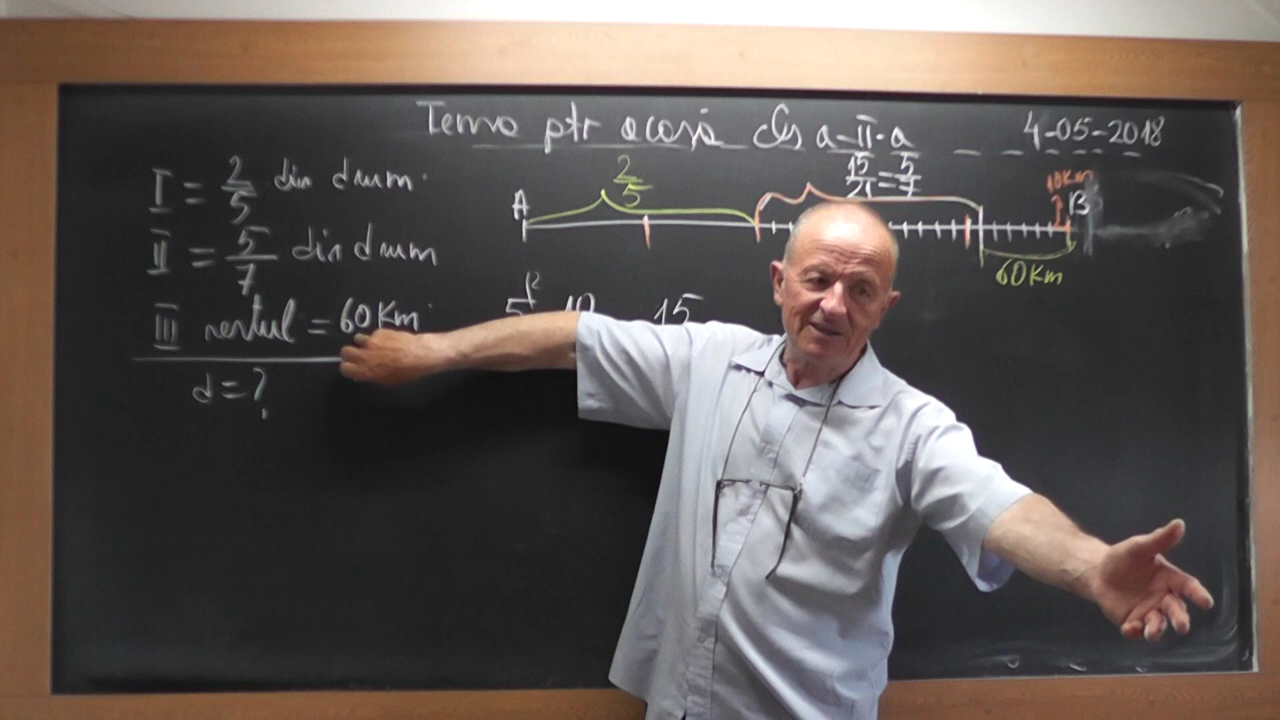 Tema ptr acasă cls a-II-a 4-05-2018
I = 2/5 din drum
II = 5/7 din drum
III restul = 60 Km
d = ?
2/5
15/21 = 5/7
10 Km
A
B
60 Km
10
15